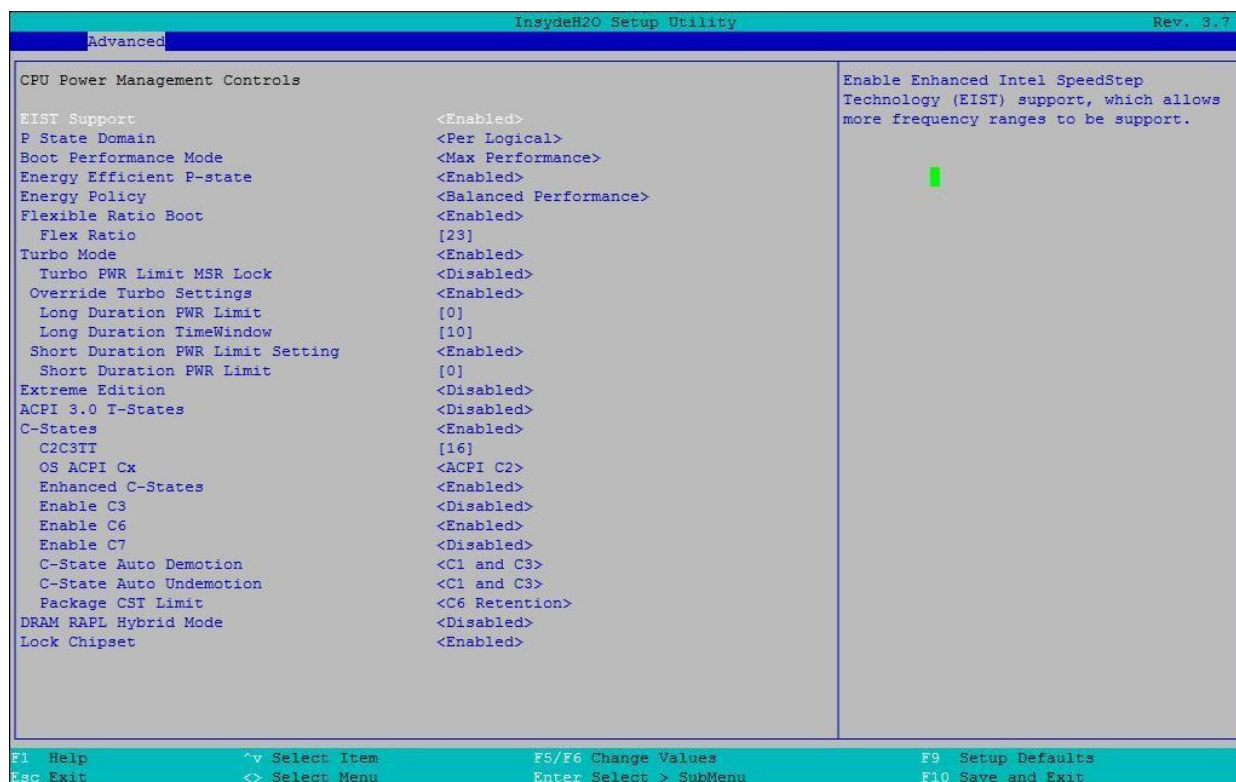 InsydeH2O Setup Utility Rev. 3.7
Advanced
CPU Power Management Controls
EIST Support <Enabled>
P State Domain <Per Logical>
Boot Performance Mode <Max Performance>
Energy Efficient P-state <Enabled>
Energy Policy <Balanced Performance>
Flexible Ratio Boot <Enabled>
Flex Ratio [23]
Turbo Mode <Enabled>
Turbo PWR Limit MSR Lock <Disabled>
Override Turbo Settings <Enabled>
Long Duration PWR Limit [0]
Long Duration TimeWindow [10]
Short Duration PWR Limit Setting <Enabled>
Short Duration PWR Limit [0]
Extreme Edition <Disabled>
ACPI 3.0 T-States <Disabled>
C-States <Enabled>
C2C3TT [16]
OS ACPI Cx <ACPI C2>
Enhanced C-States <Enabled>
Enable C3 <Disabled>
Enable C6 <Enabled>
Enable C7 <Disabled>
C-State Auto Demotion <C1 and C3>
C-State Auto Undemotion <C1 and C3>
Package CST Limit <C6 Retention>
DRAM RAPL Hybrid Mode <Disabled>
Lock Chipset <Enabled>
Enable Enhanced Intel SpeedStep
Technology (EIST) support, which allows
more frequency ranges to be support.
F1 Help ^v Select Item F5/F6 Change Values F9 Setup Defaults
Esc Exit <> Select Menu Enter Select > SubMenu F10 Save and Exit